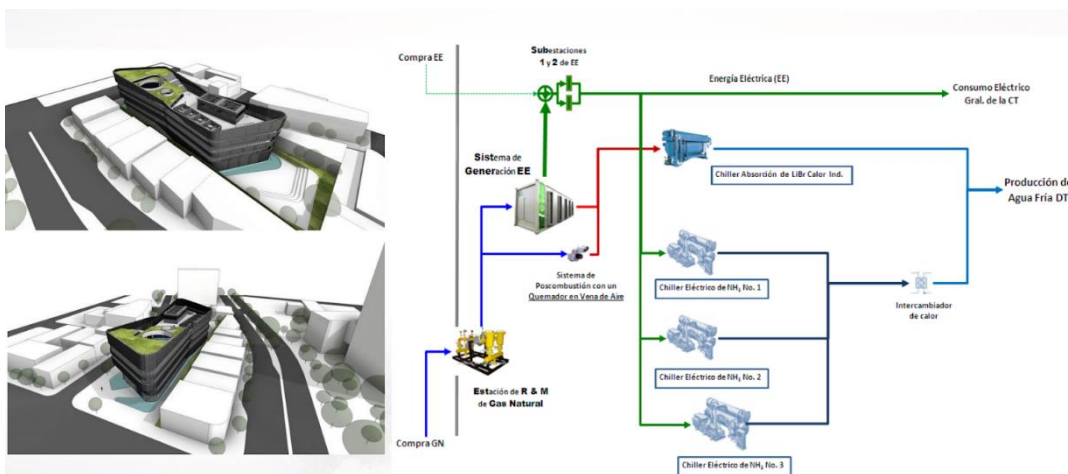 Compra EE
Subestaciones
1 y 2 de EE
Energía Eléctrica (EE)
Consumo Eléctrico
Gral. de la CT
Sistema de
Generación EE
Chiller Absorción de LiBr Calor Ind.
Producción de
Agua Fría DT
Sistema de
Poscombustión con un
Quemador en Vena de Aire
Chiller Eléctrico de NH₃ No. 1
Intercambiador
de calor
Chiller Eléctrico de NH₃ No. 2
Estación de R & M
de Gas Natural
Compra GN
Chiller Eléctrico de NH₃ No. 3